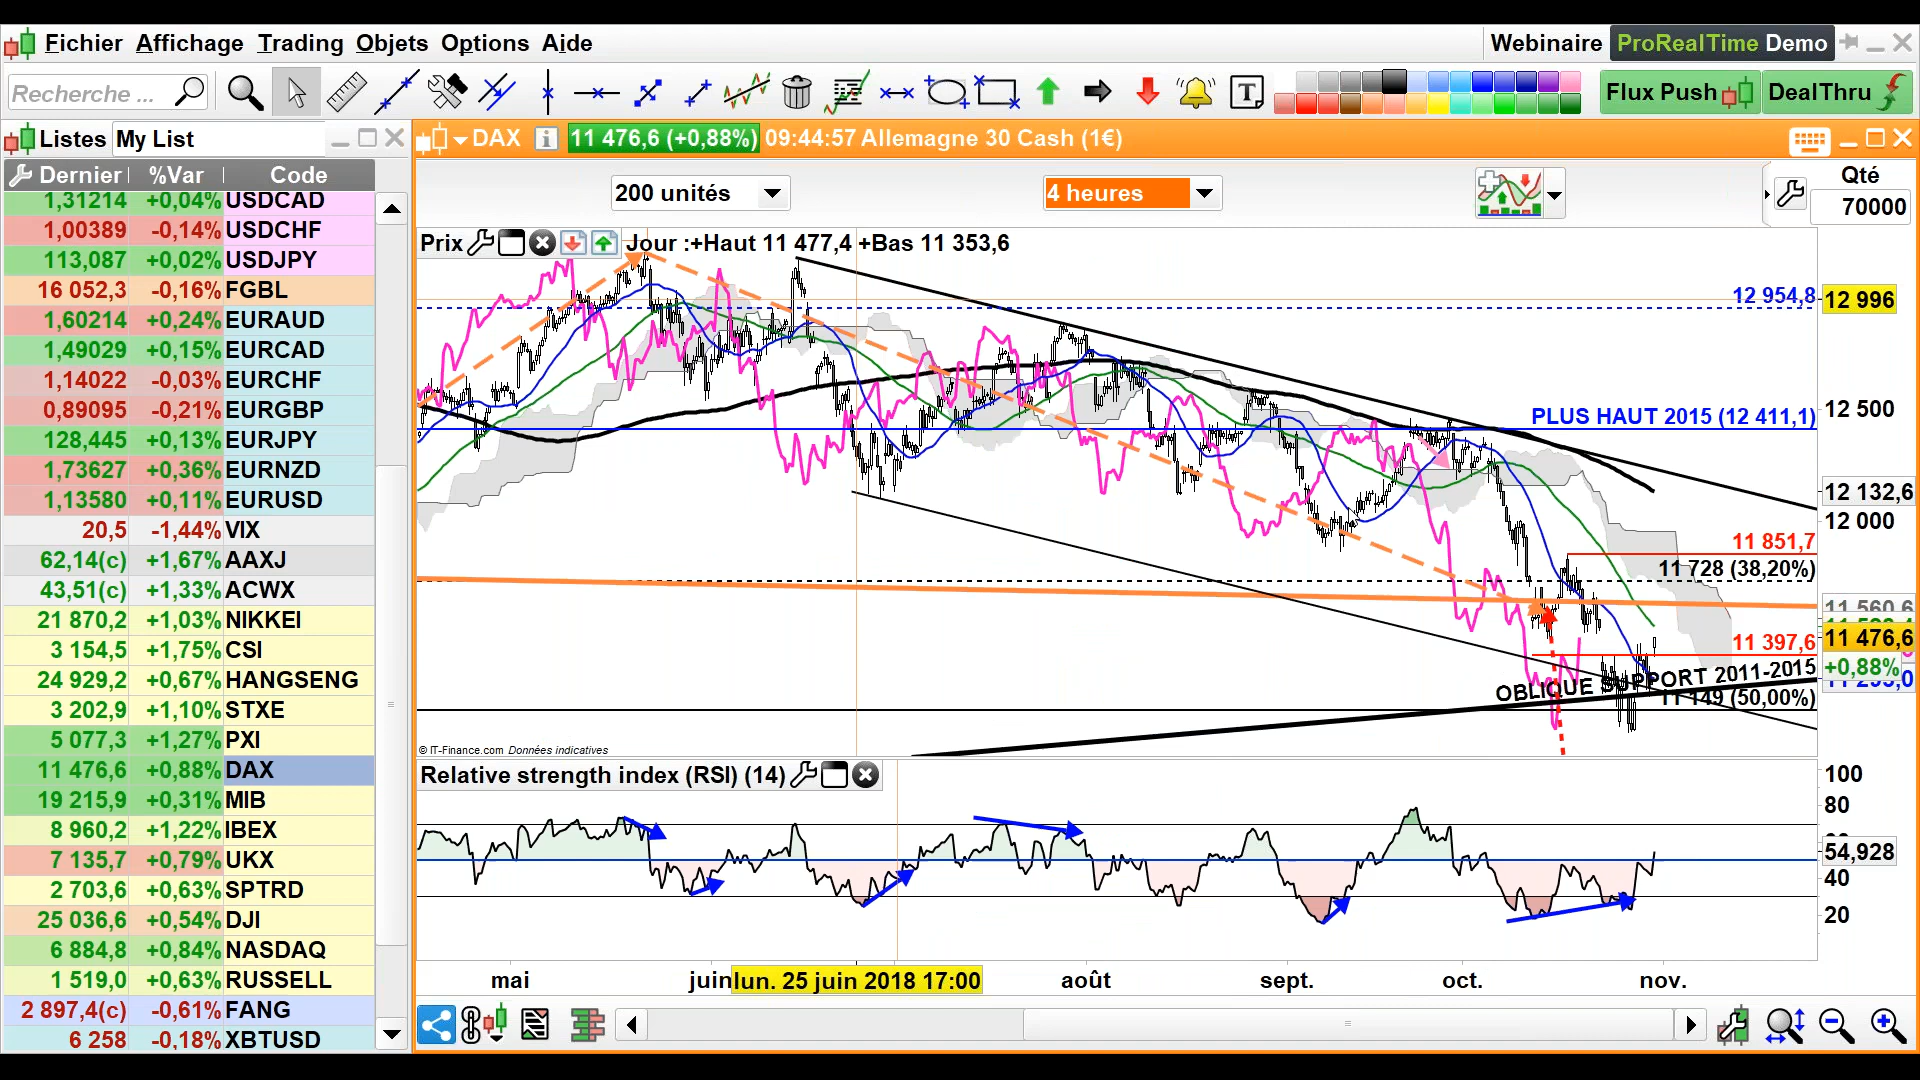 Fichier Affichage Trading Objets Options Aide
Webinaire ProRealTime Demo
Recherche ...
T
Flux Push
DealThru
Listes My List
DAX i 11 476,6 (+0,88%) 09:44:57 Allemagne 30 Cash (1€)
Dernier %Var Code
1,31214 +0,04% USDCAD
1,00389 -0,14% USDCHF
113,087 +0,02% USDJPY
16 052,3 -0,16% FGBL
1,60214 +0,24% EURAUD
1,49029 +0,15% EURCAD
1,14022 -0,03% EURCHF
0,89095 -0,21% EURGBP
128,445 +0,13% EURJPY
1,73627 +0,36% EURNZD
1,13580 +0,11% EURUSD
20,5 -1,44% VIX
62,14(c) +1,67% AAXJ
43,51(c) +1,33% ACWX
21 870,2 +1,03% NIKKEI
3 154,5 +1,75% CSI
24 929,2 +0,67% HANGSENG
3 202,9 +1,10% STXE
5 077,3 +1,27% PXI
11 476,6 +0,88% DAX
19 215,9 +0,31% MIB
8 960,2 +1,22% IBEX
7 135,7 +0,79% UKX
2 703,6 +0,63% SPTRD
25 036,6 +0,54% DJI
6 884,8 +0,84% NASDAQ
1 519,0 +0,63% RUSSELL
2 897,4(c) -0,61% FANG
6 258 -0,18% XBTUSD
200 unités
4 heures
Qté
70000
Prix
Jour :+Haut 11 477,4 +Bas 11 353,6
12 954,8
12 996
PLUS HAUT 2015 (12 411,1)
12 500
12 132,6
12 000
11 851,7
11 728 (38,20%)
11 560,6
11 476,6
11 397,6
+0,88%
OBLIQUE SUPPORT 2011-2015
11 149 (50,00%)
© IT-Finance.com Données indicatives
Relative strength index (RSI) (14)
100
80
54,928
40
20
mai
juin
lun. 25 juin 2018 17:00
août
sept.
oct.
nov.